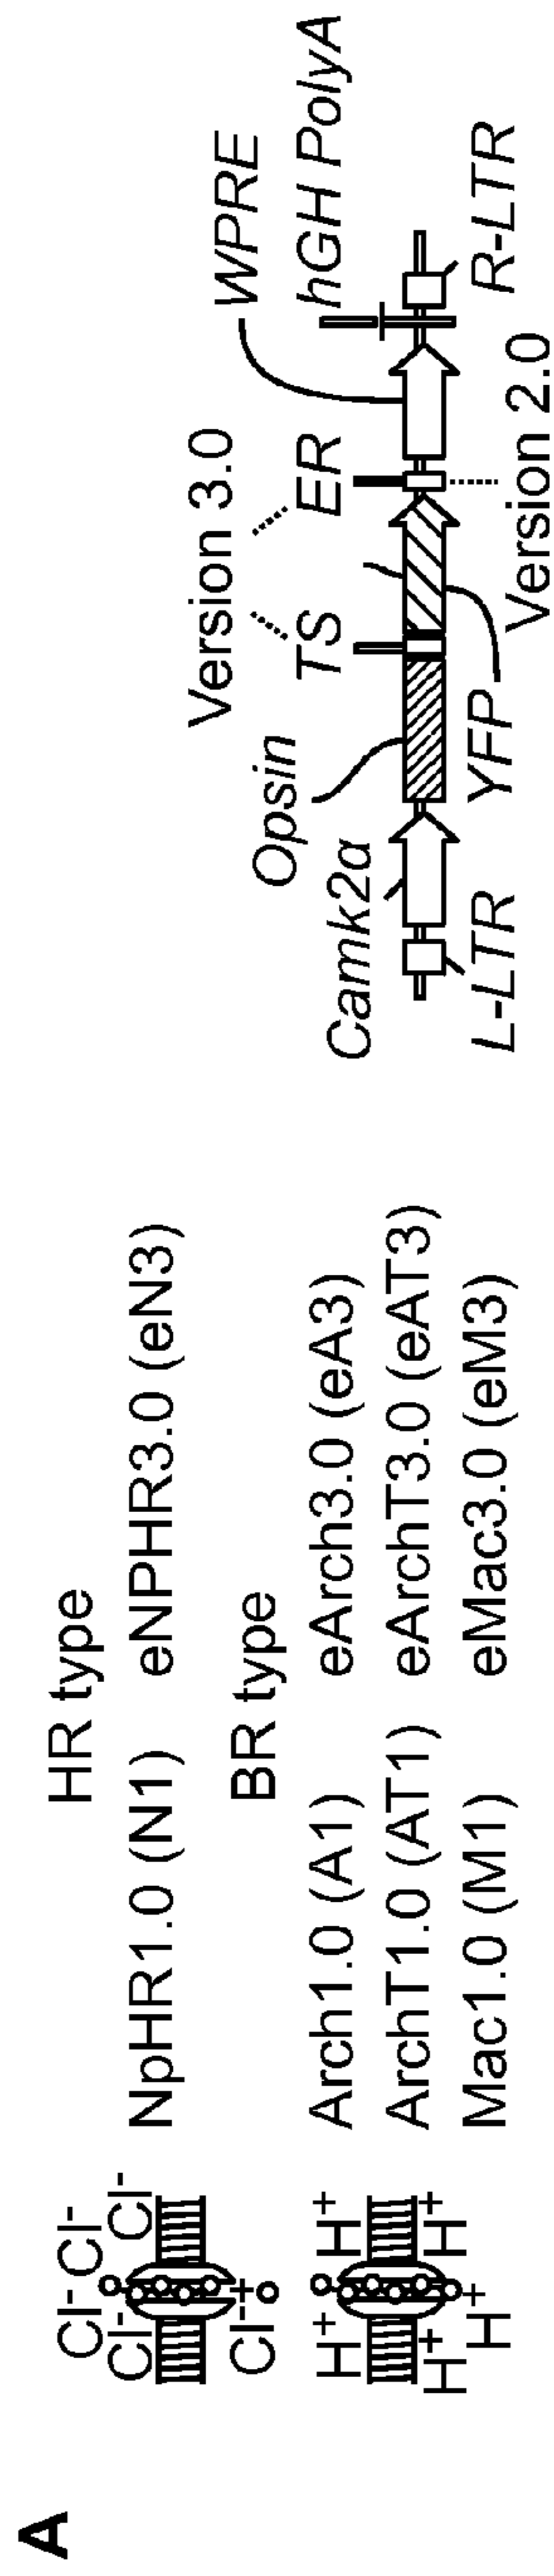 A
HR type
Cl- Cl-
Cl- Cl-
NpHR1.0 (N1) eNPHR3.0 (eN3)
Cl-
BR type
H+ H+
Arch1.0 (A1) eArch3.0 (eA3)
ArchT1.0 (AT1) eArchT3.0 (eAT3)
H+ H+
H+
Mac1.0 (M1) eMac3.0 (eM3)
Version 3.0
WPRE
Opsin
TS ER hGH PolyA
Camk2α
L-LTR YFP R-LTR
Version 2.0